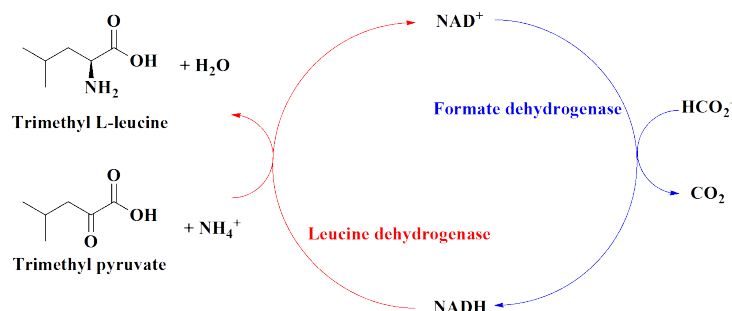 NAD⁺
O
OH
NH₂
+ H₂O
Trimethyl L-leucine
Formate dehydrogenase
HCO₂⁻
CO₂
O
OH
O
+ NH₄⁺
Trimethyl pyruvate
Leucine dehydrogenase
NADH